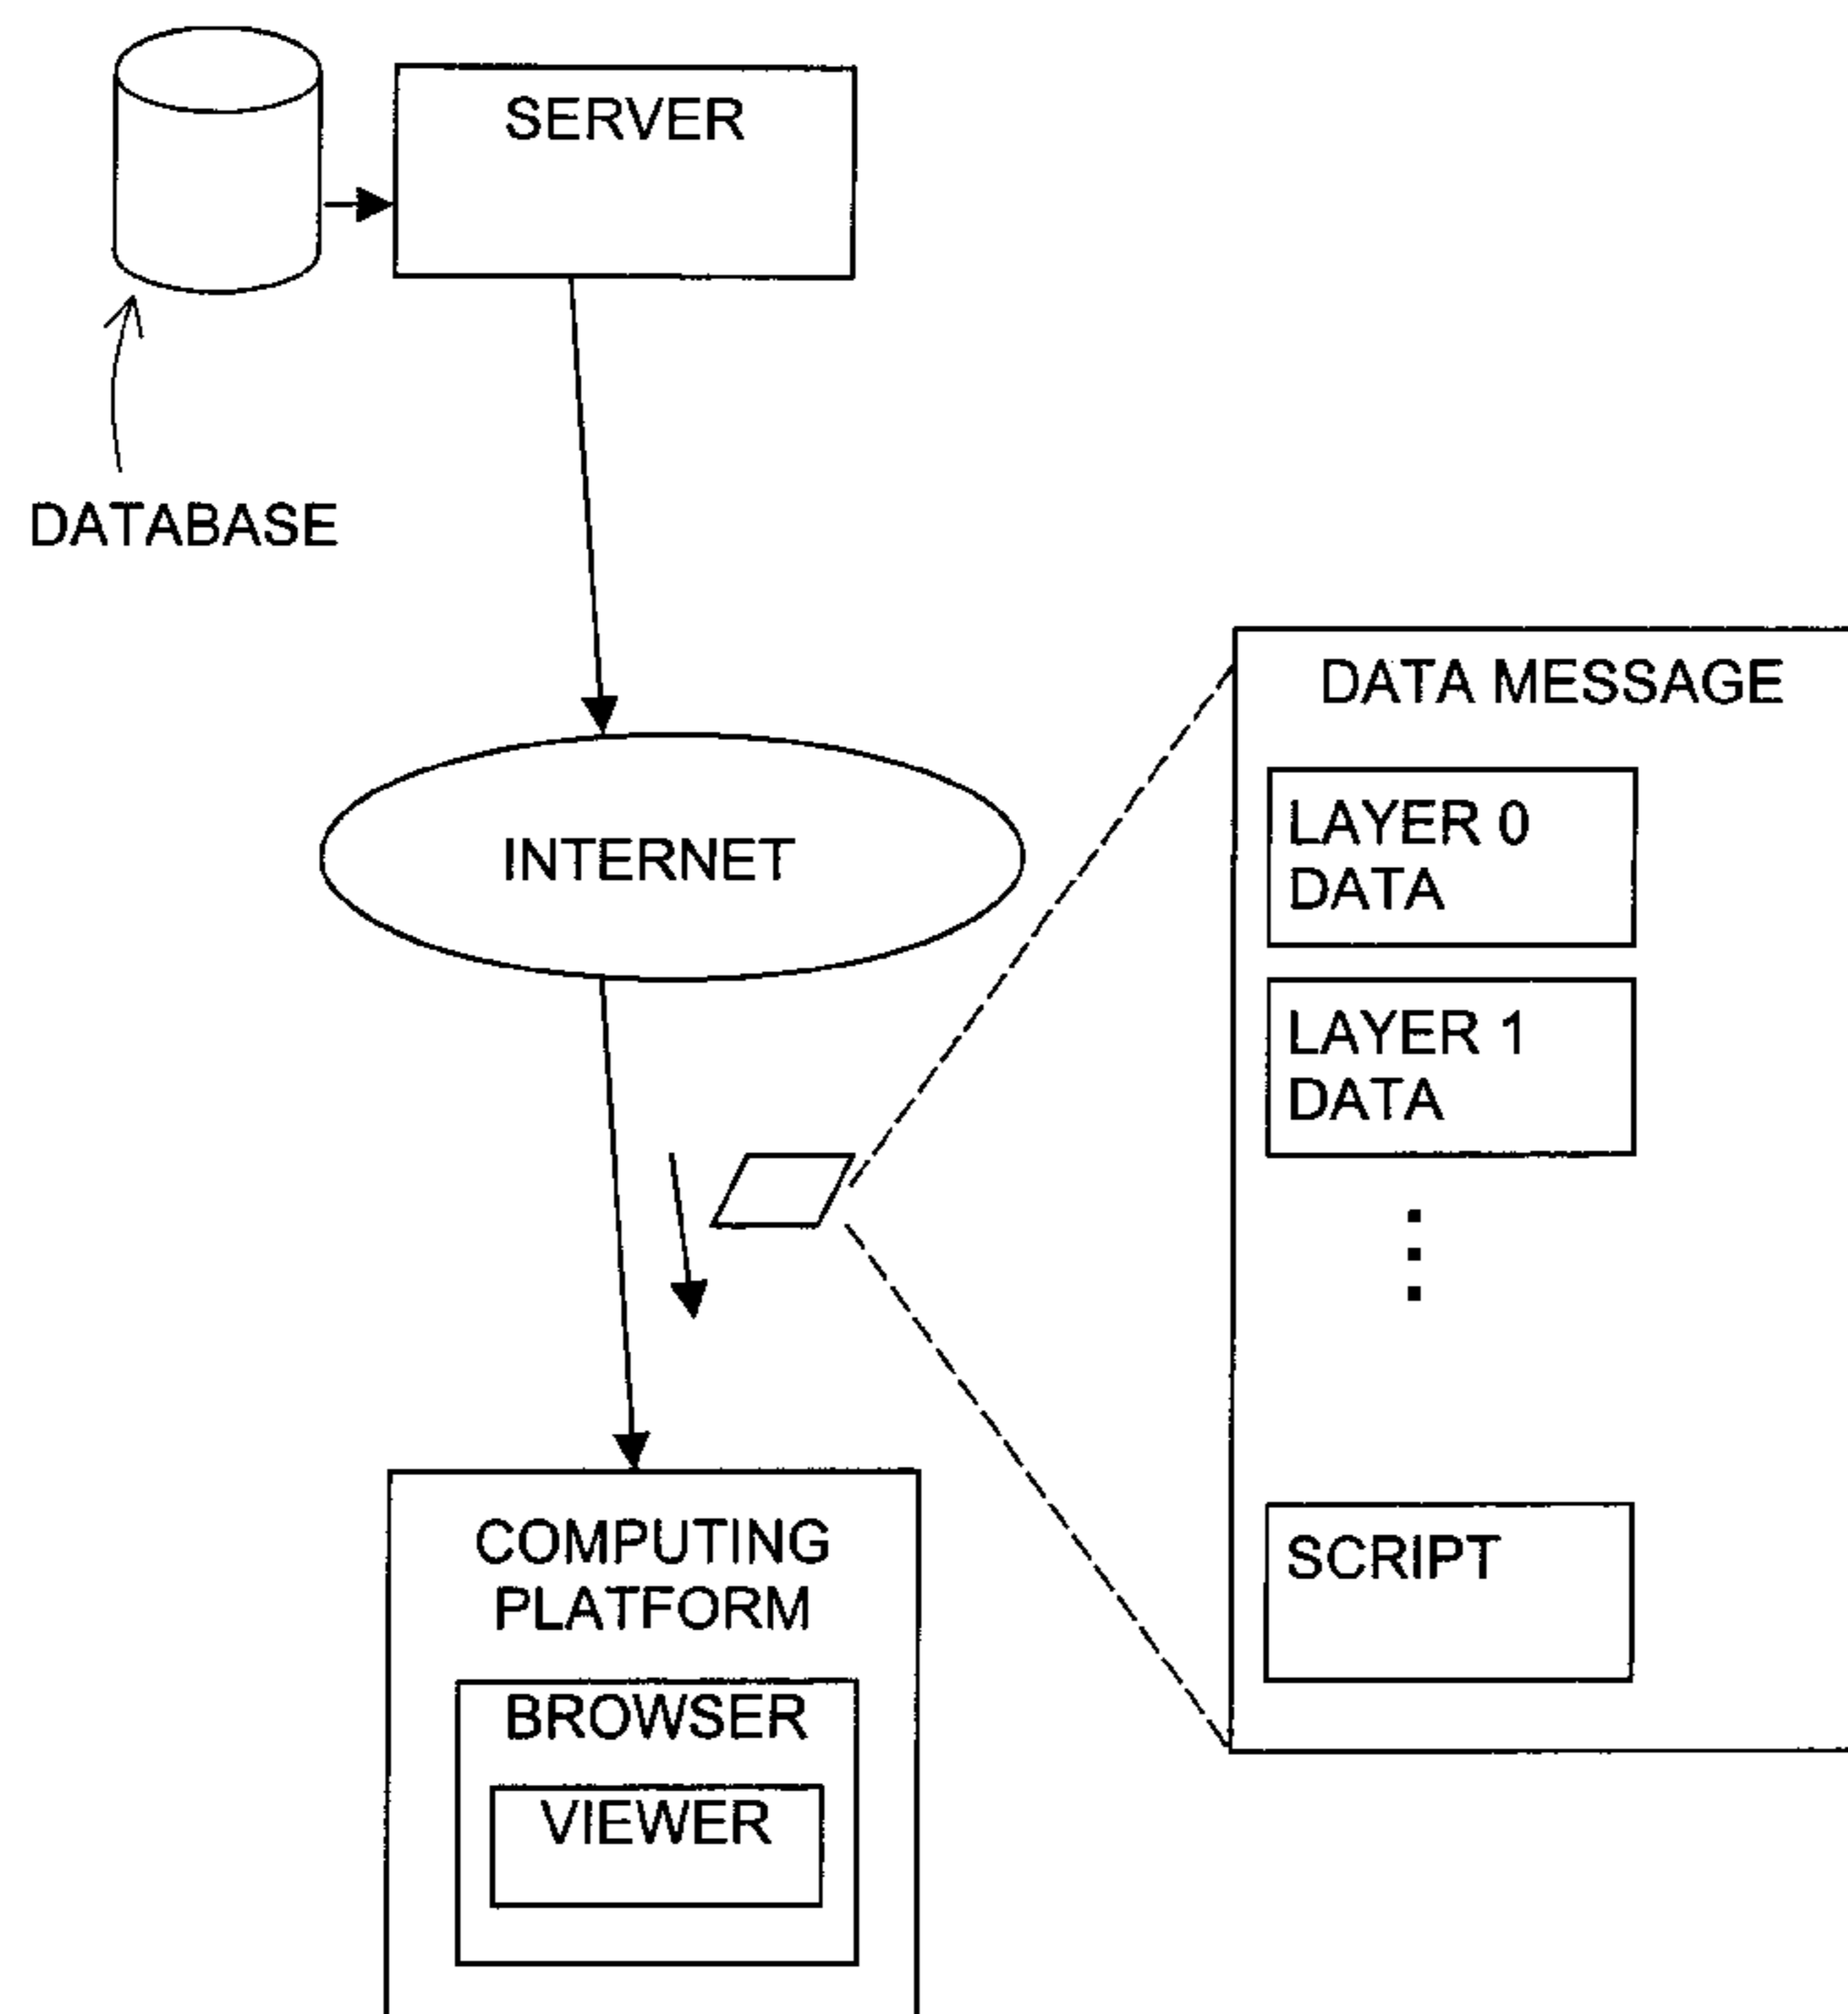 SERVER
DATABASE
INTERNET
DATA MESSAGE
LAYER 0
DATA
LAYER 1
DATA
SCRIPT
COMPUTING
PLATFORM
BROWSER
VIEWER